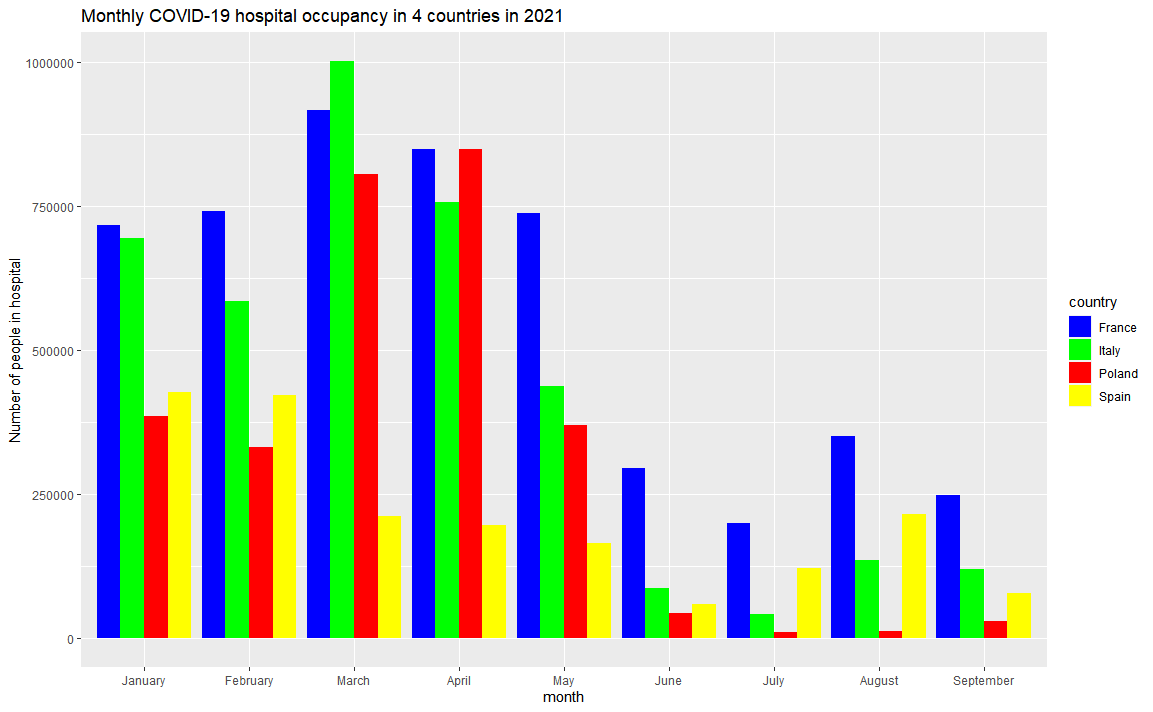 Monthly COVID-19 hospital occupancy in 4 countries in 2021
Number of people in hospital
1000000
750000
500000
250000
0
January February March April May June July August September
month
country
France
Italy
Poland
Spain